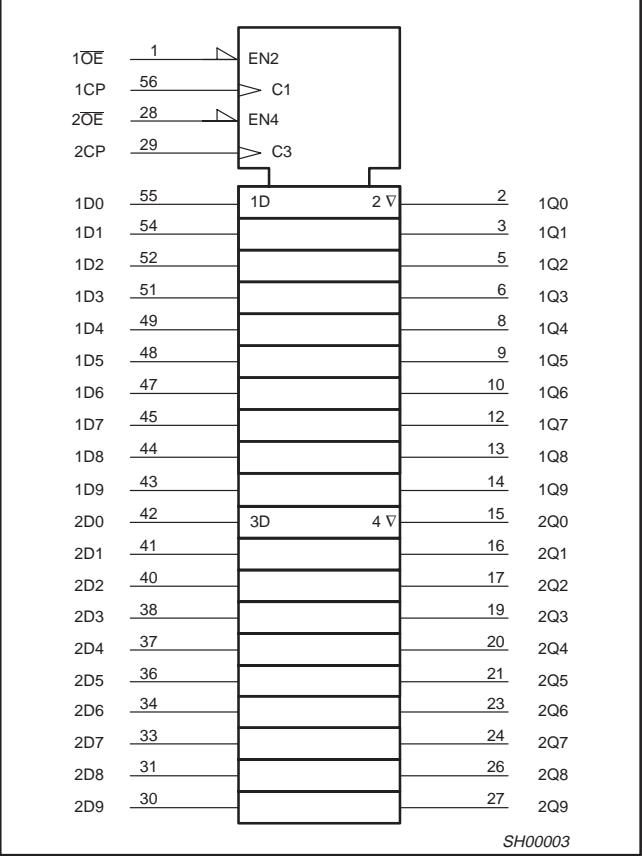 1O̅E̅ 1 EN2
1CP 56 C1
2O̅E̅ 28 EN4
2CP 29 C3
1D0 55 1D 2 ∇ 2 1Q0
1D1 54 3 1Q1
1D2 52 5 1Q2
1D3 51 6 1Q3
1D4 49 8 1Q4
1D5 48 9 1Q5
1D6 47 10 1Q6
1D7 45 12 1Q7
1D8 44 13 1Q8
1D9 43 14 1Q9
2D0 42 3D 4 ∇ 15 2Q0
2D1 41 16 2Q1
2D2 40 17 2Q2
2D3 38 19 2Q3
2D4 37 20 2Q4
2D5 36 21 2Q5
2D6 34 23 2Q6
2D7 33 24 2Q7
2D8 31 26 2Q8
2D9 30 27 2Q9
SH00003